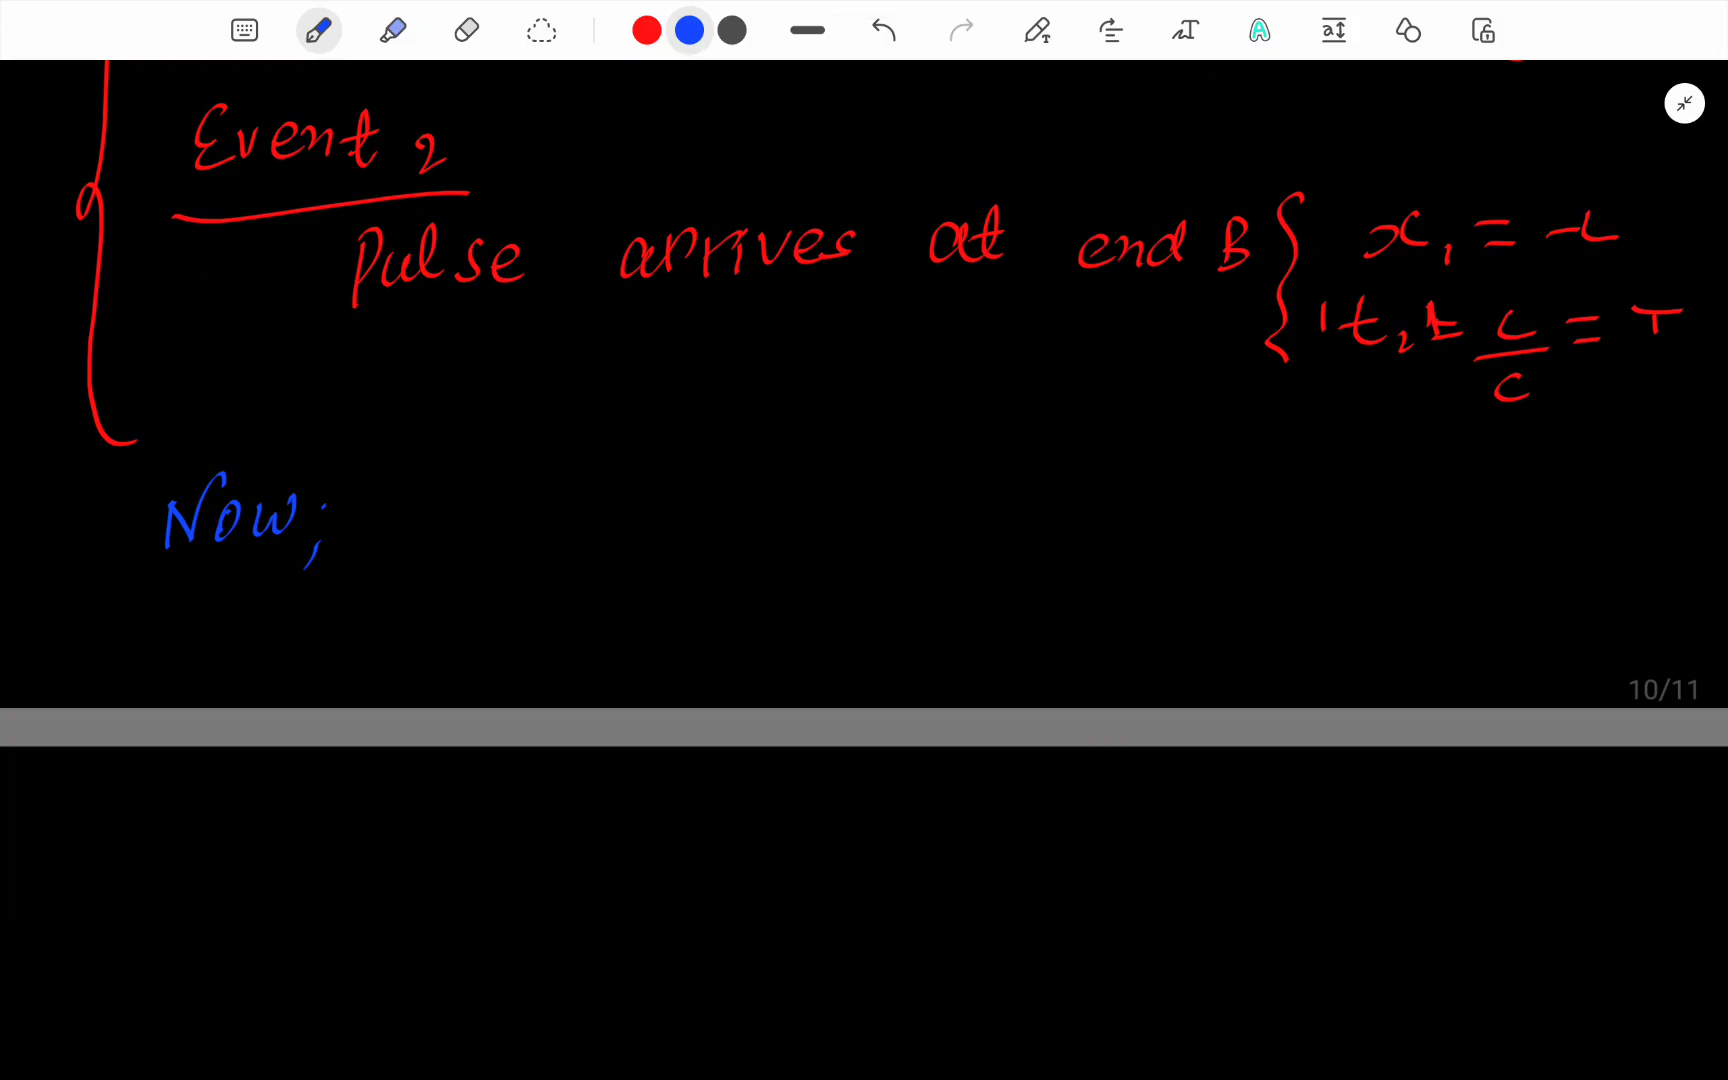 Event 2
Pulse arrives at end B { x₁ = -L
t₂ = L/c = T
Now;
10/11